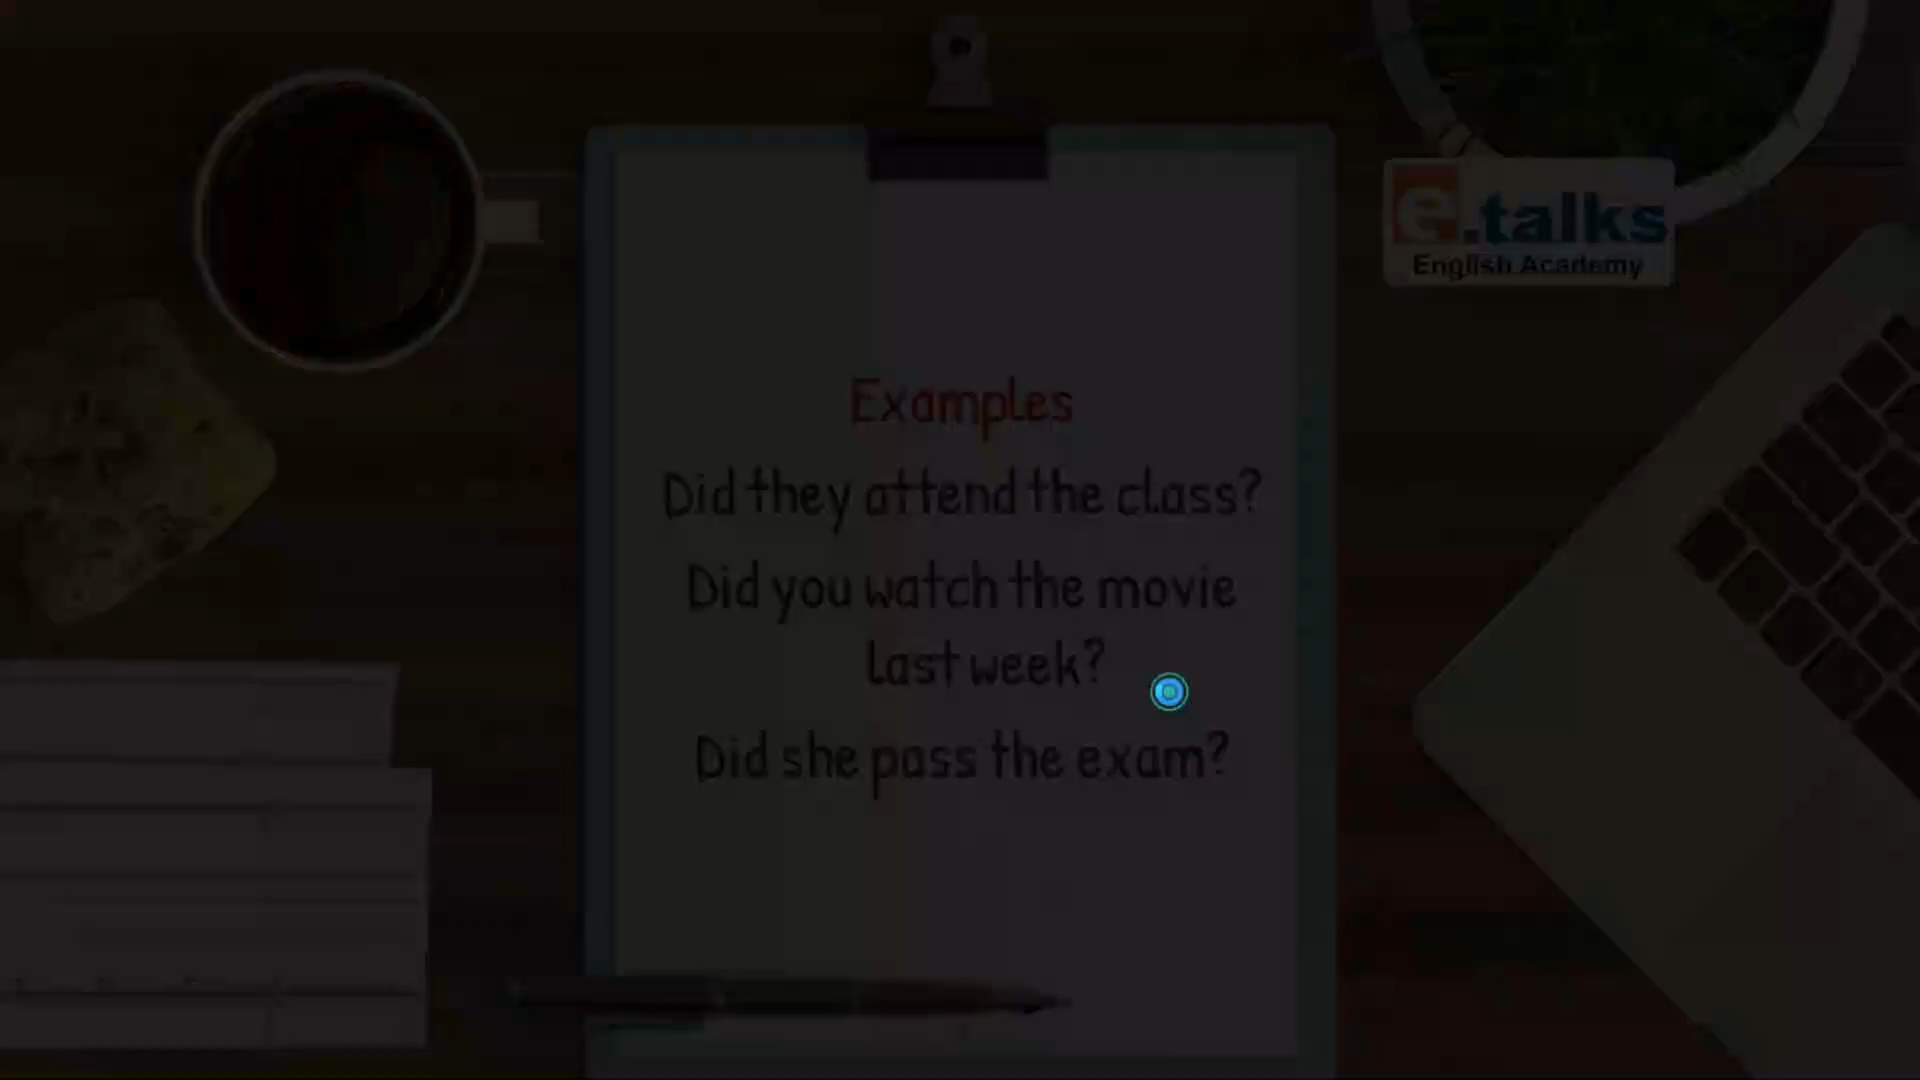 e.talks
English Academy
Examples
Did they attend the class?
Did you watch the movie
last week?
Did she pass the exam?